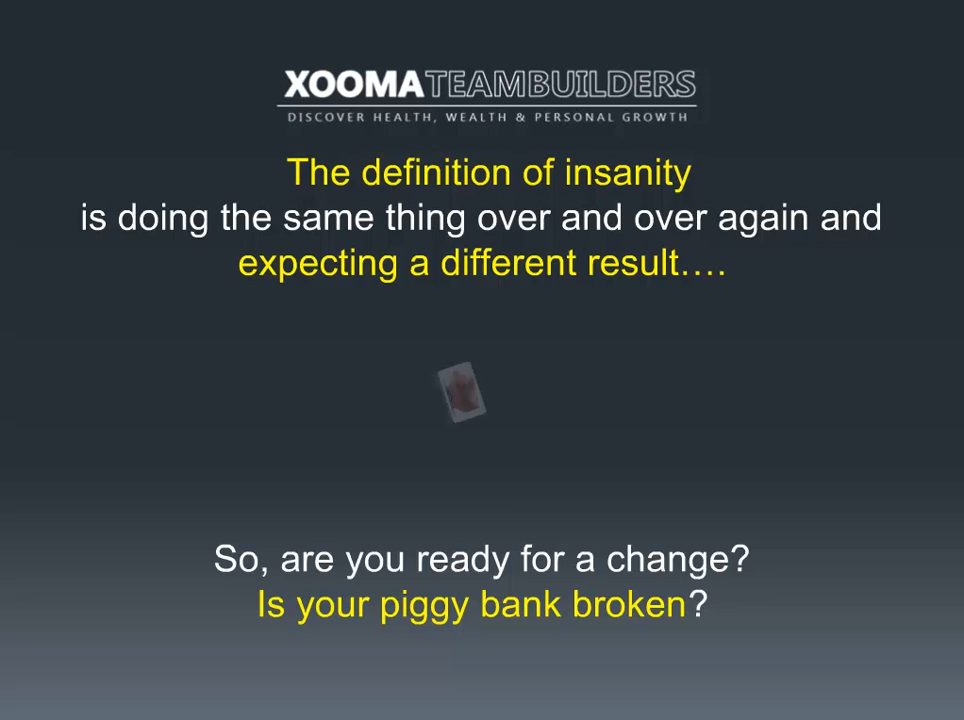 XOOMATEAMBUILDERS
DISCOVER HEALTH, WEALTH & PERSONAL GROWTH
The definition of insanity
is doing the same thing over and over again and
expecting a different result….
So, are you ready for a change?
Is your piggy bank broken?